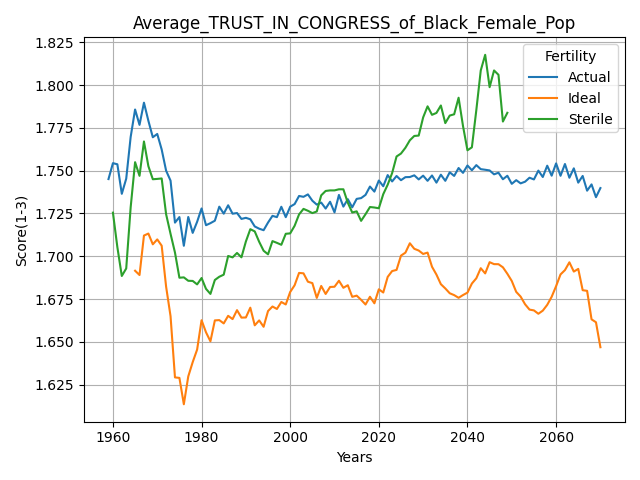 Average_TRUST_IN_CONGRESS_of_Black_Female_Pop
Score(1-3)
1.825
1.800
1.775
1.750
1.725
1.700
1.675
1.650
1.625
Fertility
Actual
Ideal
Sterile
1960 1980 2000 2020 2040 2060
Years